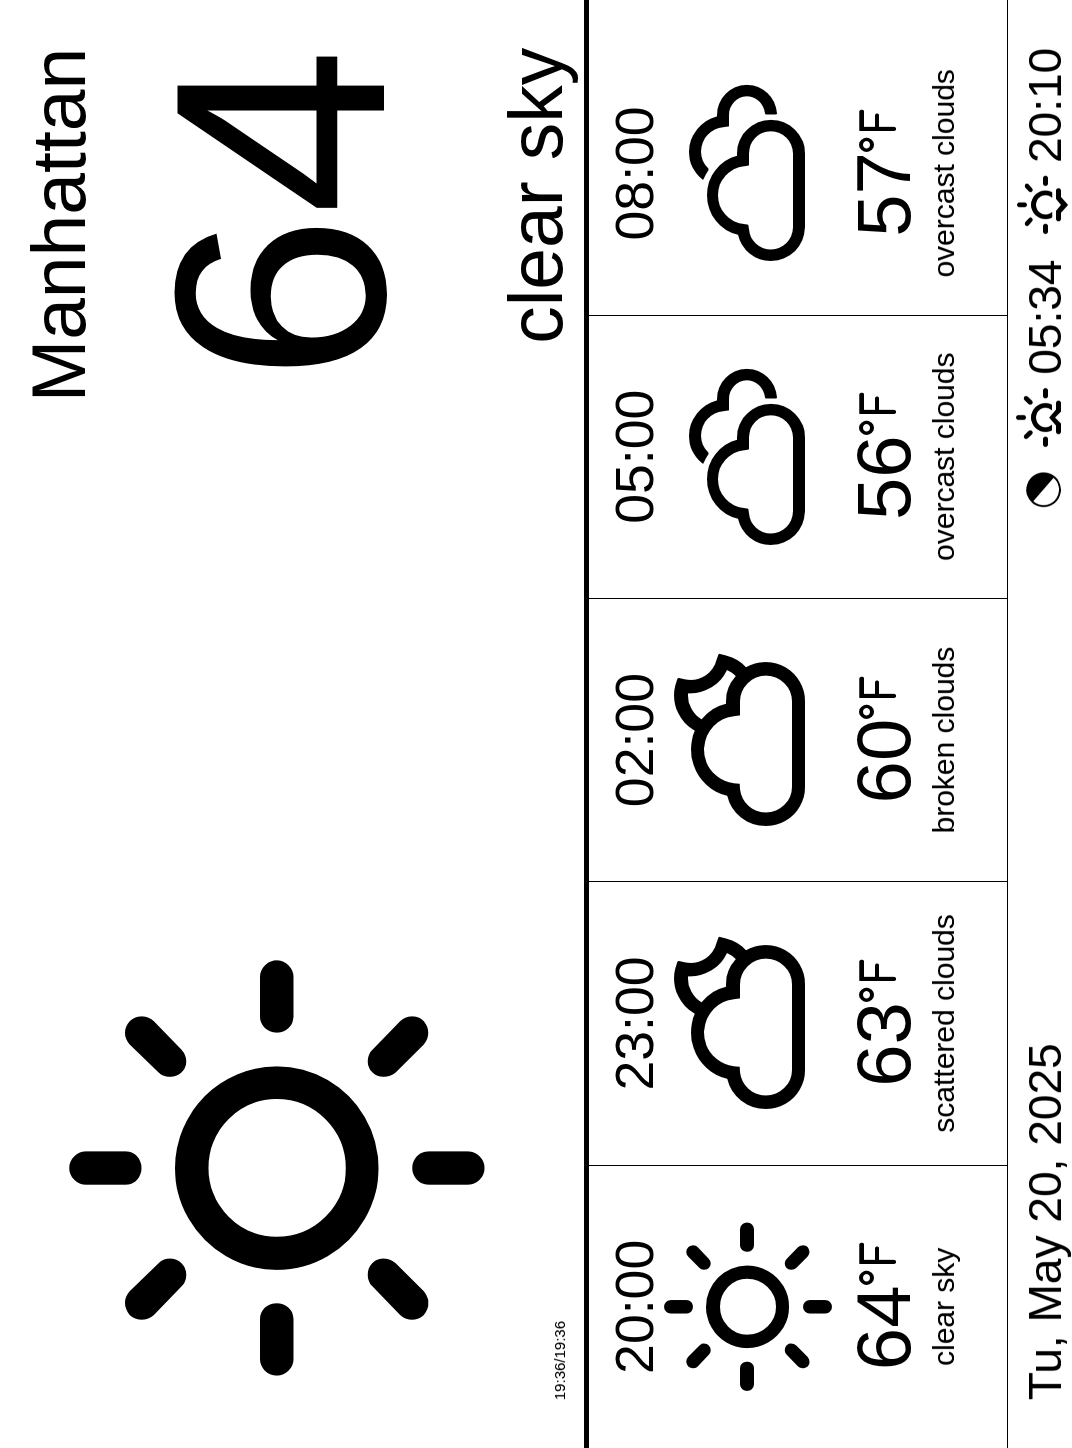 Manhattan
64
19:36/19:36
clear sky
20:00
23:00
02:00
05:00
08:00
64°F
63°F
60°F
56°F
57°F
clear sky
scattered clouds
broken clouds
overcast clouds
overcast clouds
Tu, May 20, 2025 05:34 20:10